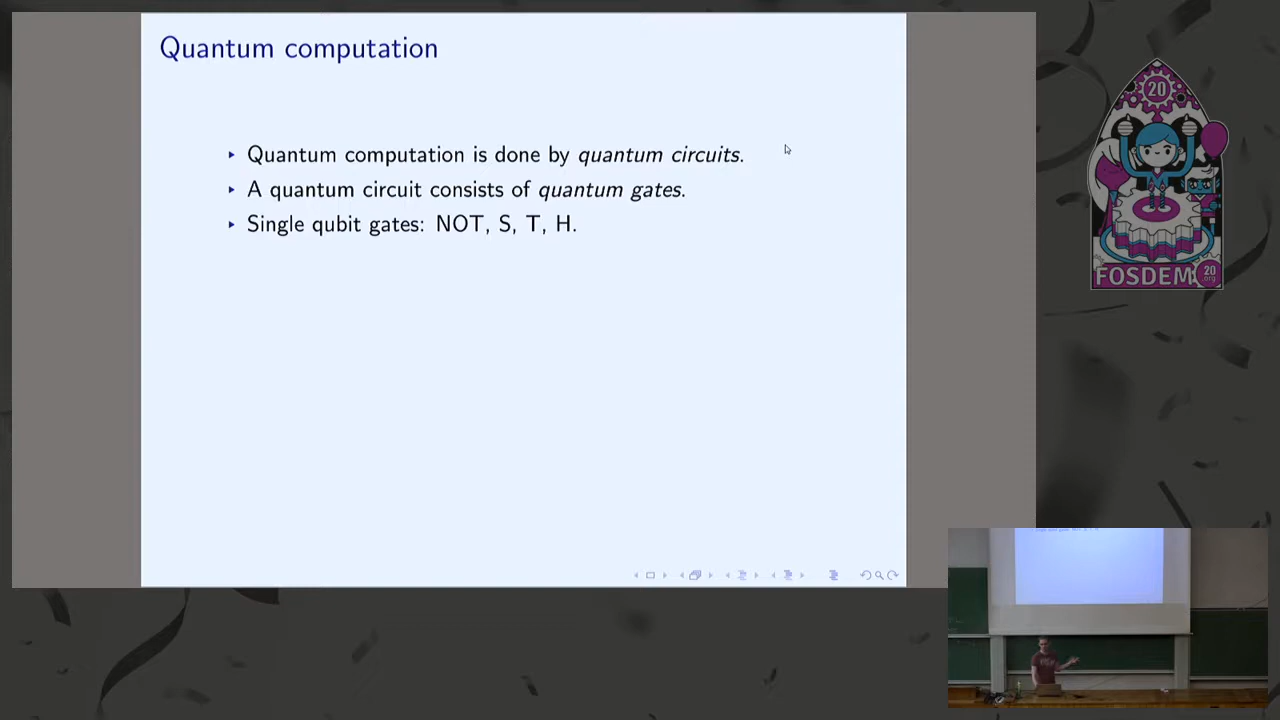 Quantum computation
Quantum computation is done by quantum circuits.
A quantum circuit consists of quantum gates.
Single qubit gates: NOT, S, T, H.
20
FOSDEM
20
.org